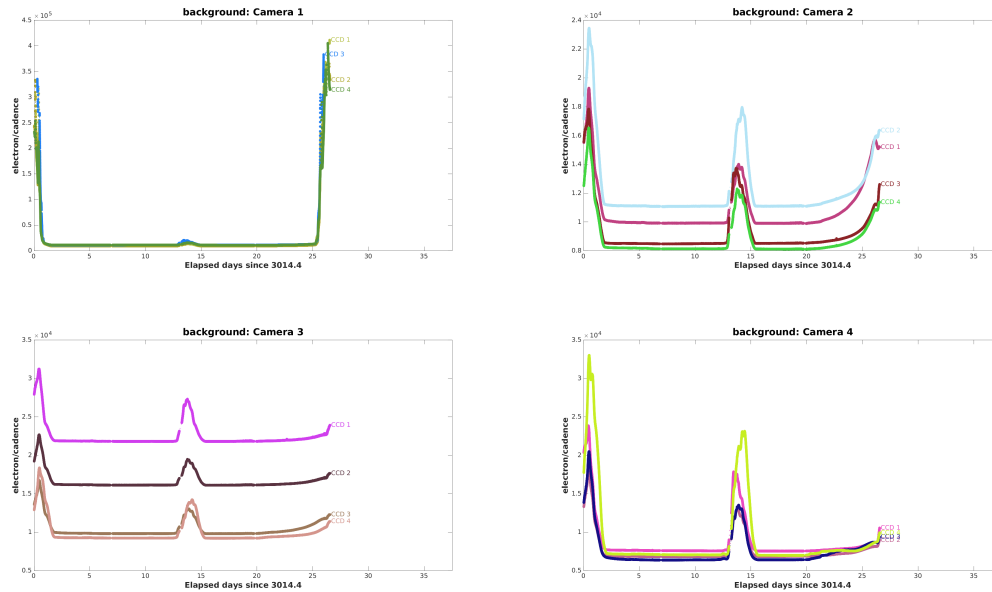 background: Camera 1
× 10⁵
4.5
4
3.5
3
2.5
2
1.5
1
0.5
0
electron/cadence
0 5 10 15 20 25 30 35
Elapsed days since 3014.4
CCD 1
CCD 3
CCD 2
CCD 4
background: Camera 2
× 10⁴
2.4
2.2
2
1.8
1.6
1.4
1.2
1
0.8
electron/cadence
0 5 10 15 20 25 30 35
Elapsed days since 3014.4
CCD 2
CCD 1
CCD 3
CCD 4
background: Camera 3
× 10⁴
3.5
3
2.5
2
1.5
1
0.5
electron/cadence
0 5 10 15 20 25 30 35
Elapsed days since 3014.4
CCD 1
CCD 2
CCD 3
CCD 4
background: Camera 4
× 10⁴
3.5
3
2.5
2
1.5
1
0.5
electron/cadence
0 5 10 15 20 25 30 35
Elapsed days since 3014.4
CCD 1
CCD 3
CCD 2